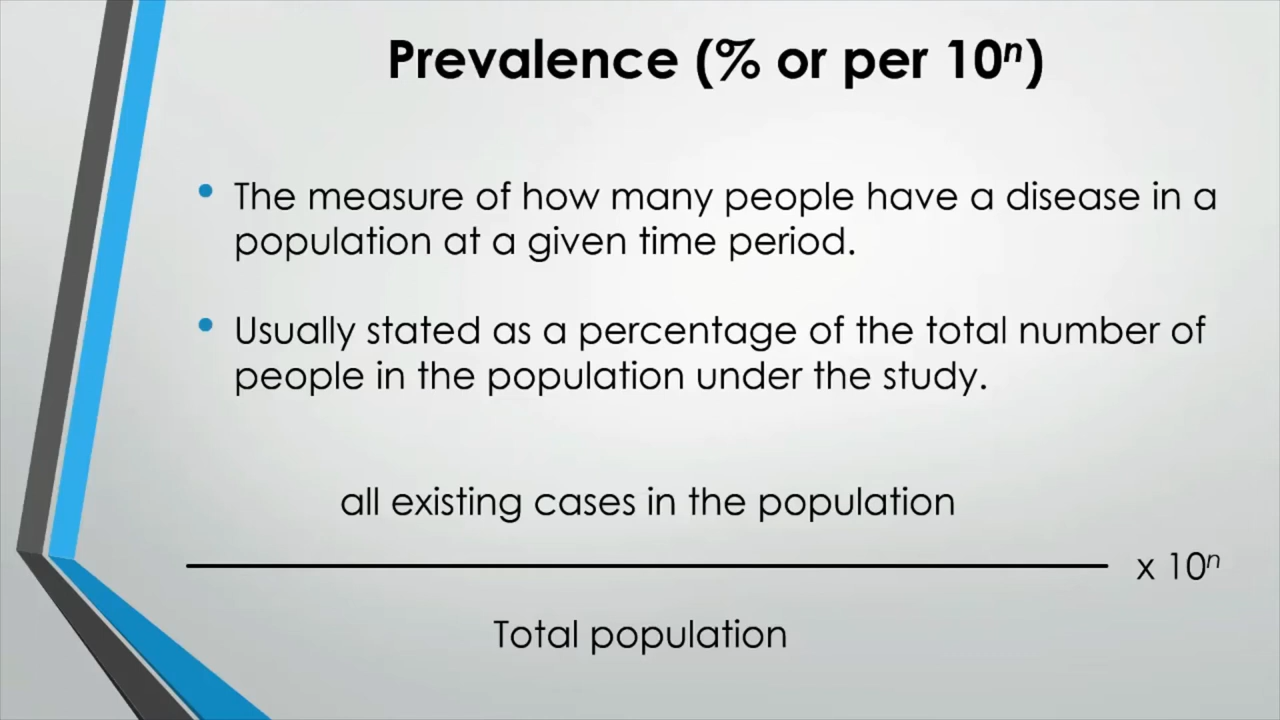 Prevalence (% or per 10ⁿ)
• The measure of how many people have a disease in a
population at a given time period.
• Usually stated as a percentage of the total number of
people in the population under the study.
all existing cases in the population
x 10ⁿ
Total population